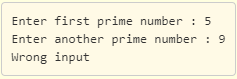 Enter first prime number : 5
Enter another prime number : 9
Wrong input